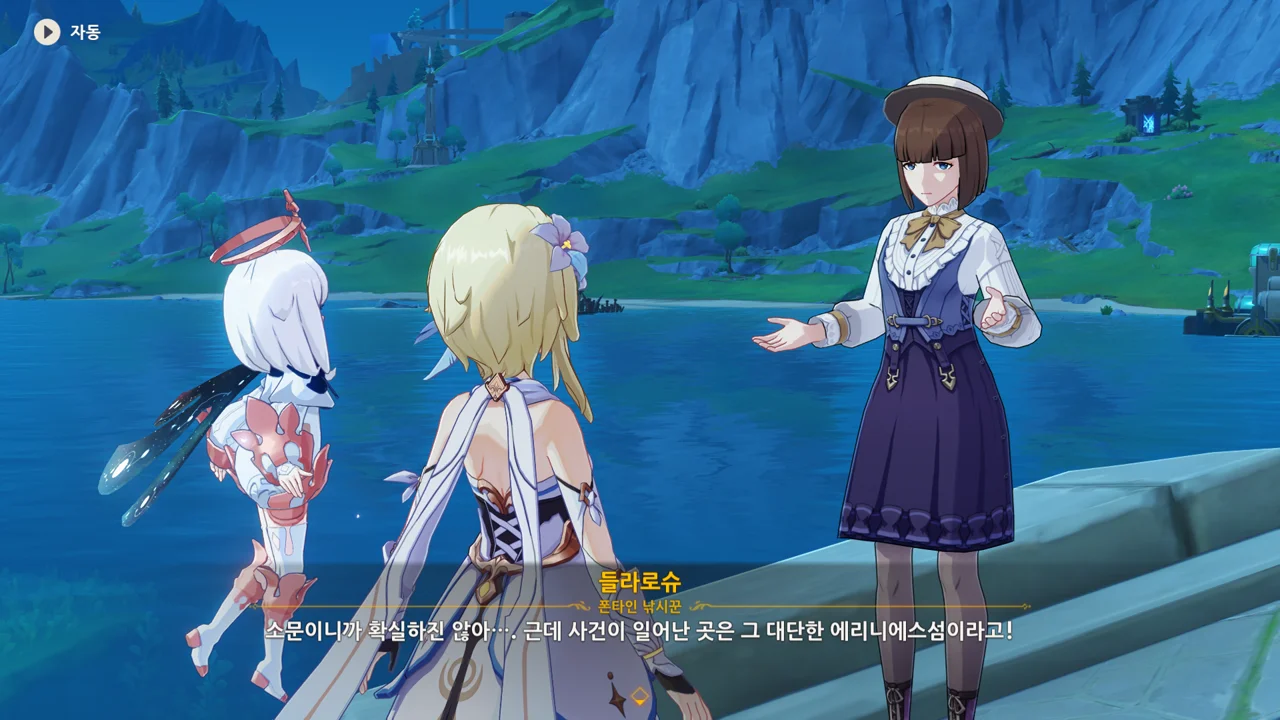 자동
들라로슈
폰타인 낚시꾼
소문이니까 확실하진 않아…. 근데 사건이 일어난 곳은 그 대단한 에리니에스섬이라고!